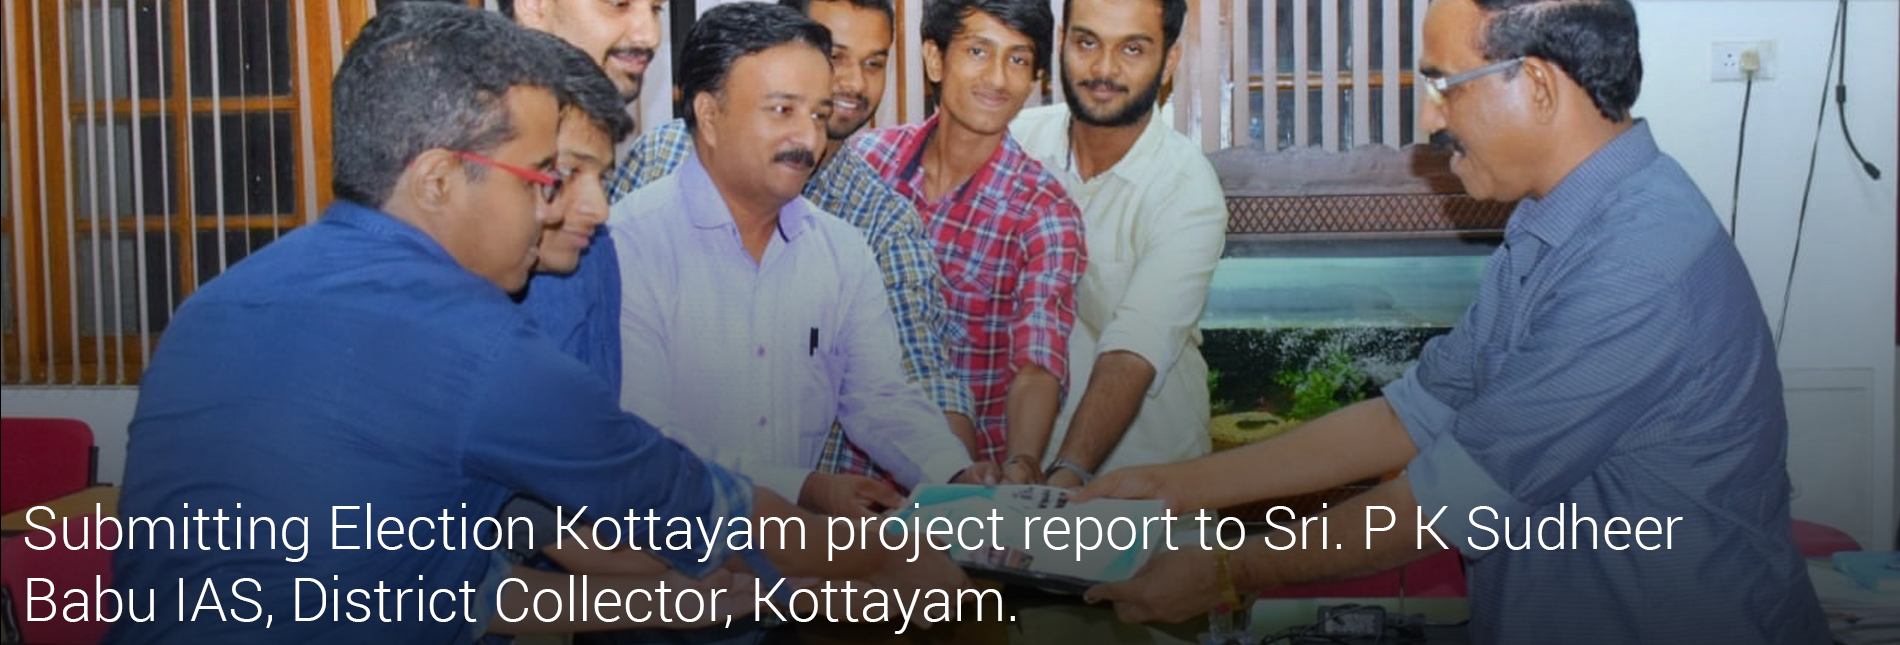 Submitting Election Kottayam project report to Sri. P K Sudheer
Babu IAS, District Collector, Kottayam.